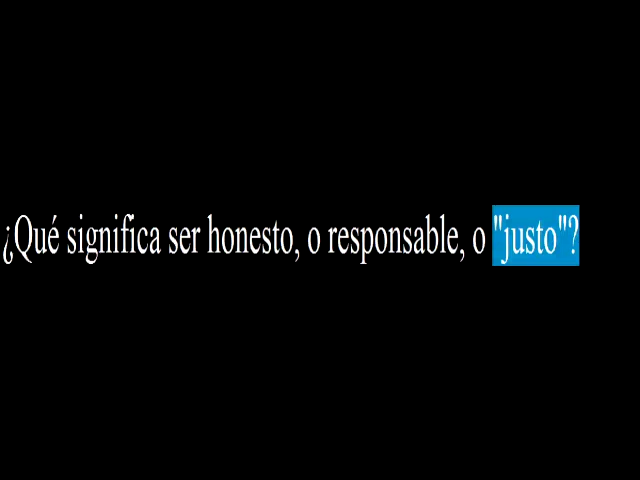 ¿Qué significa ser honesto, o responsable, o "justo"?